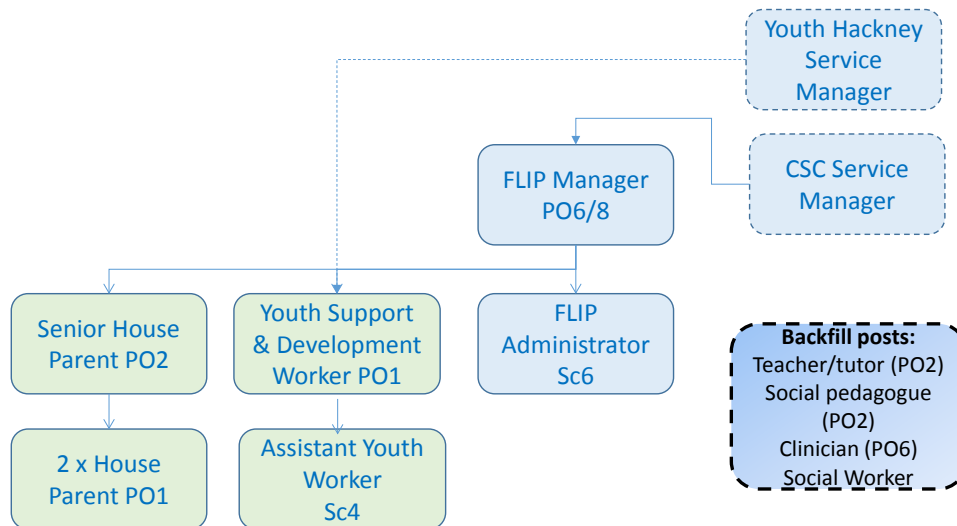 Youth Hackney
Service
Manager
CSC Service
Manager
FLIP Manager
PO6/8
Senior House
Parent PO2
Youth Support
& Development
Worker PO1
FLIP
Administrator
Sc6
2 x House
Parent PO1
Assistant Youth
Worker
Sc4
Backfill posts:
Teacher/tutor (PO2)
Social pedagogue
(PO2)
Clinician (PO6)
Social Worker